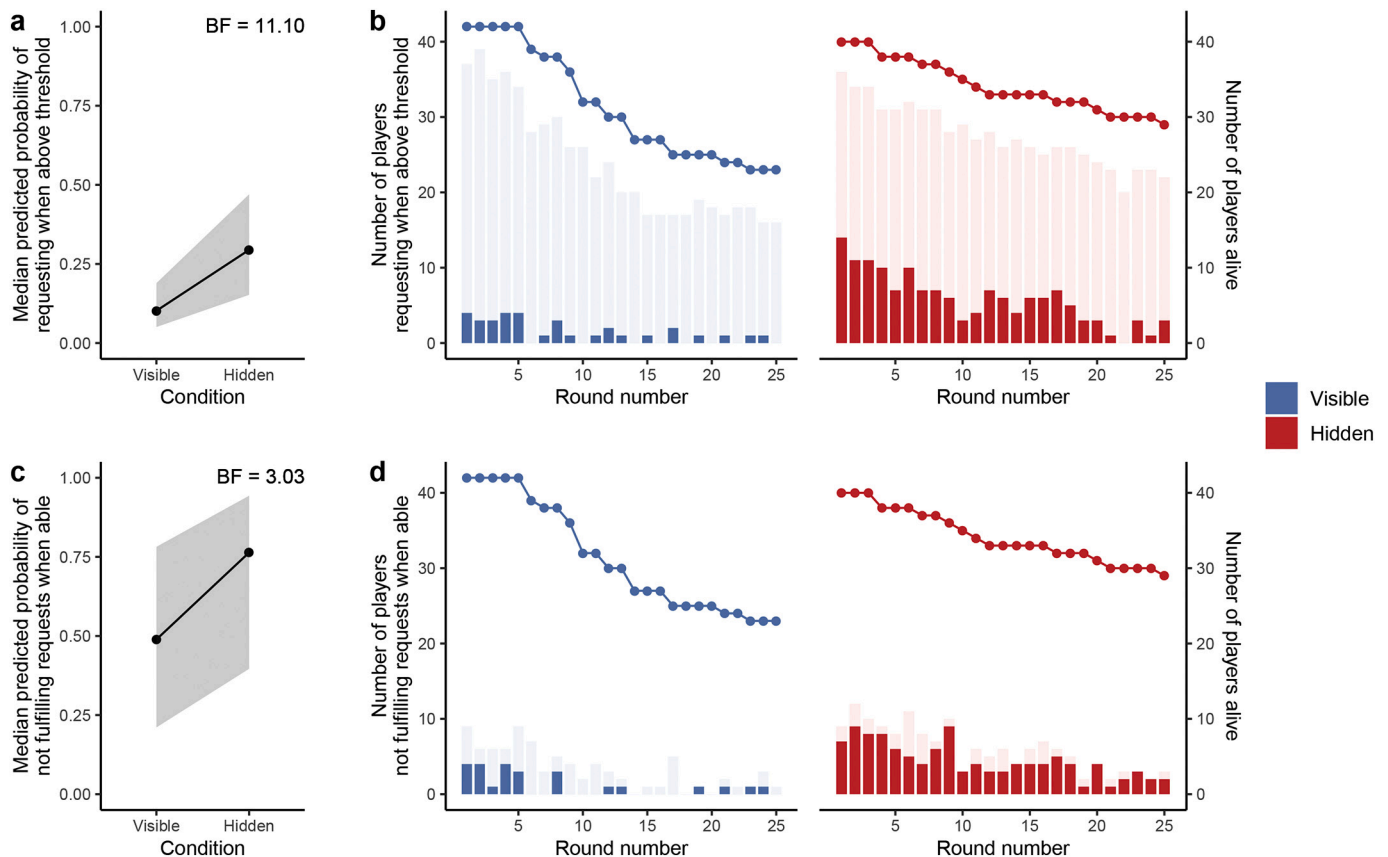 a
BF = 11.10
Median predicted probability of
requesting when above threshold
1.00
0.75
0.50
0.25
0.00
Visible
Hidden
Condition
b
Number of players
requesting when above threshold
40
30
20
10
0
5
10
15
20
25
Round number
5
10
15
20
25
Round number
40
30
20
10
0
Number of players alive
Visible
Hidden
c
BF = 3.03
Median predicted probability of
not fulfilling requests when able
1.00
0.75
0.50
0.25
0.00
Visible
Hidden
Condition
d
Number of players
not fulfilling requests when able
40
30
20
10
0
5
10
15
20
25
Round number
5
10
15
20
25
Round number
40
30
20
10
0
Number of players alive